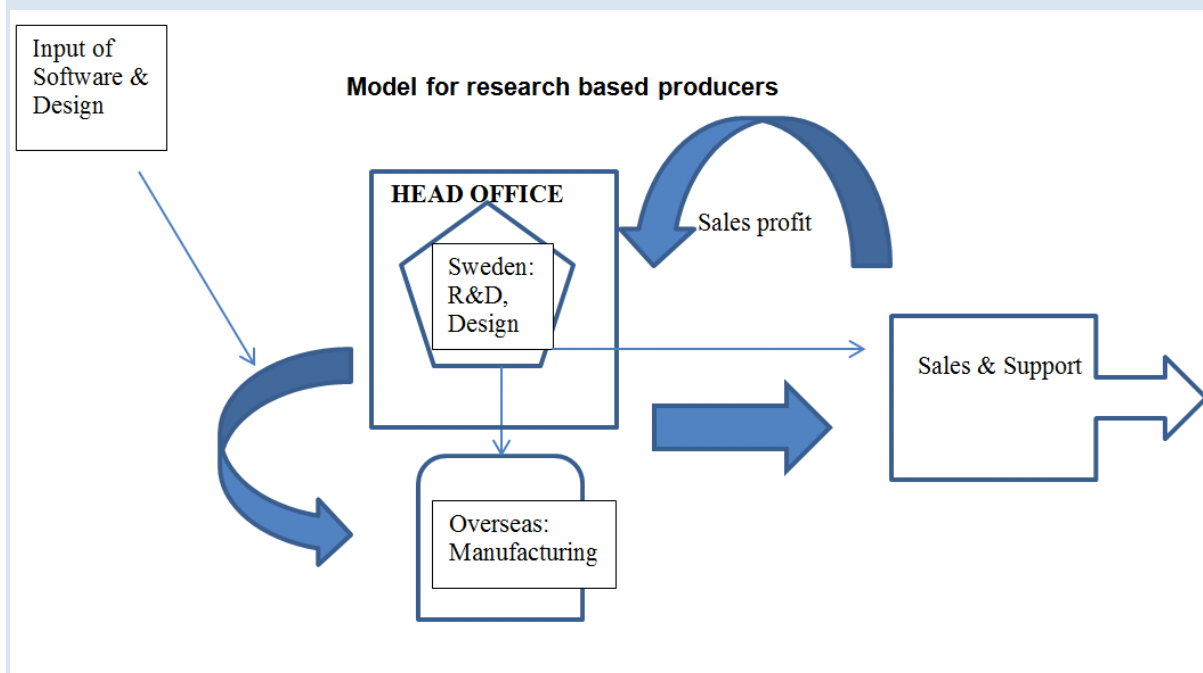 Input of
Software &
Design
Model for research based producers
HEAD OFFICE
Sweden:
R&D,
Design
Sales profit
Sales & Support
Overseas:
Manufacturing